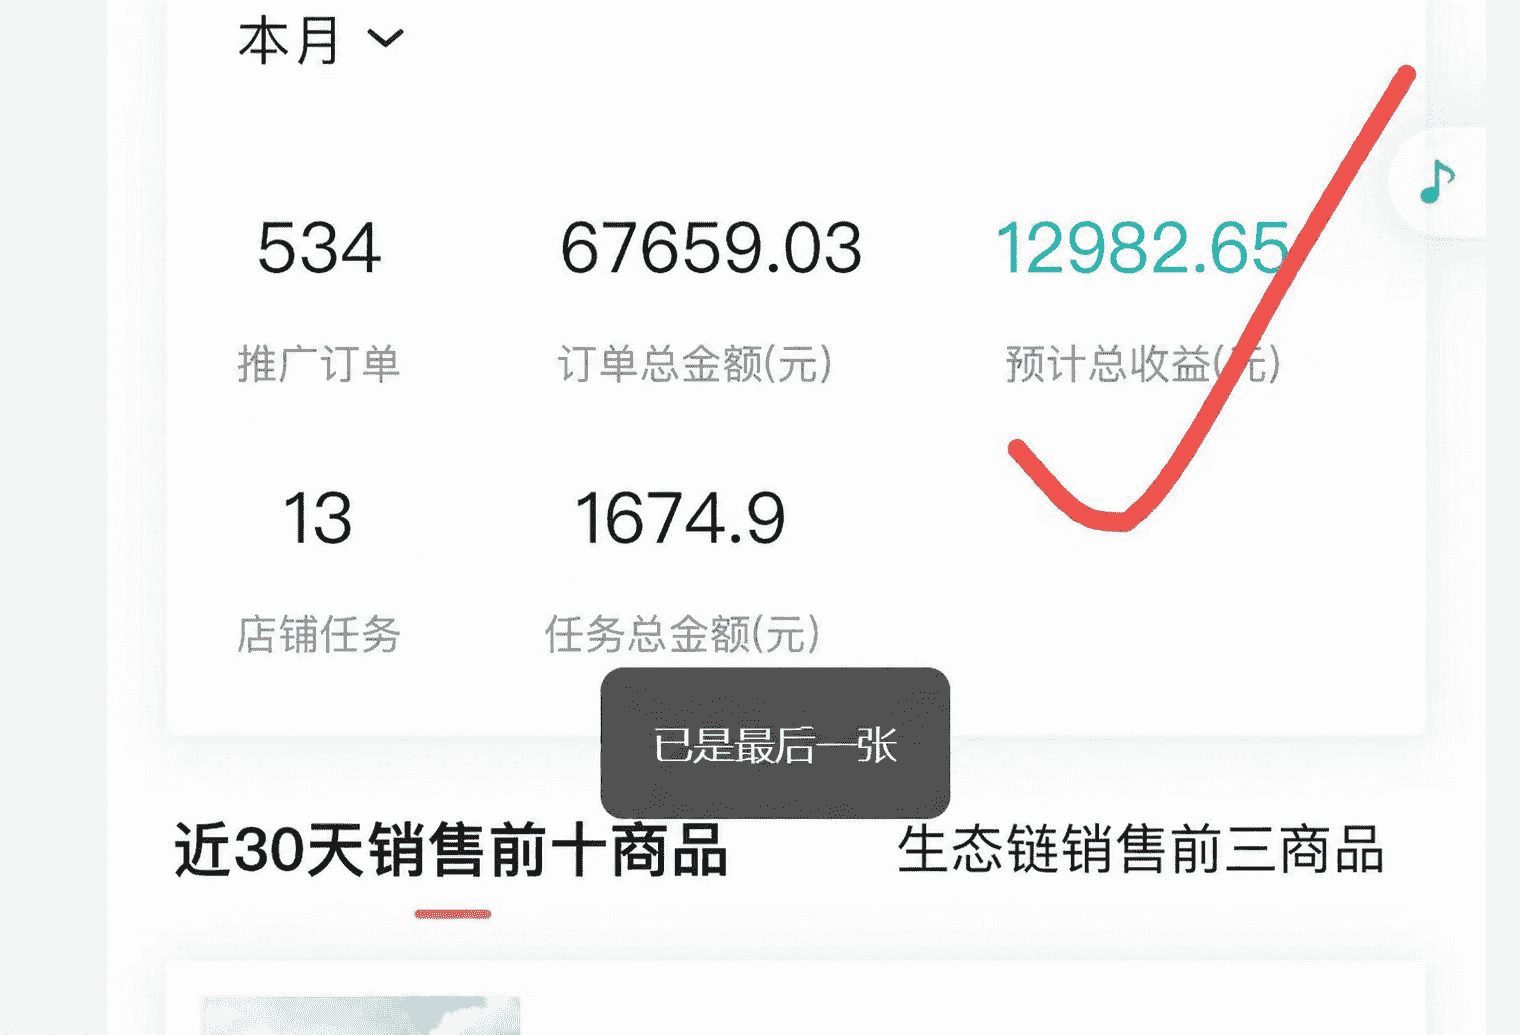 本月
534 67659.03 12982.65
推广订单 订单总金额(元) 预计总收益(元)
13 1674.9
店铺任务 任务总金额(元)
已是最后一张
近30天销售前十商品 生态链销售前三商品